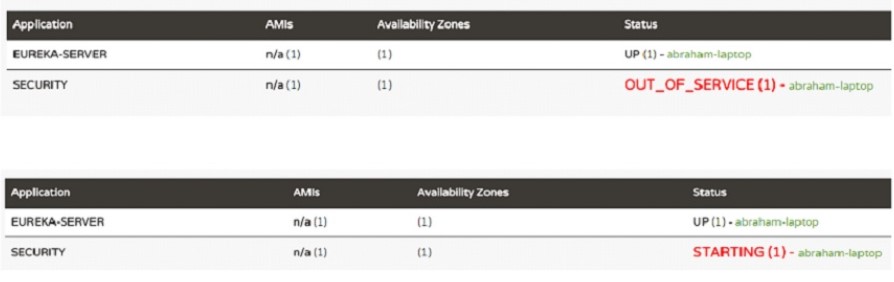 Application AMIs Availability Zones Status
EUREKA-SERVER n/a (1) (1) UP (1) - abraham-laptop
SECURITY n/a (1) (1) OUT_OF_SERVICE (1) - abraham-laptop
Application AMIs Availability Zones Status
EUREKA-SERVER n/a (1) (1) UP (1) - abraham-laptop
SECURITY n/a (1) (1) STARTING (1) - abraham-laptop